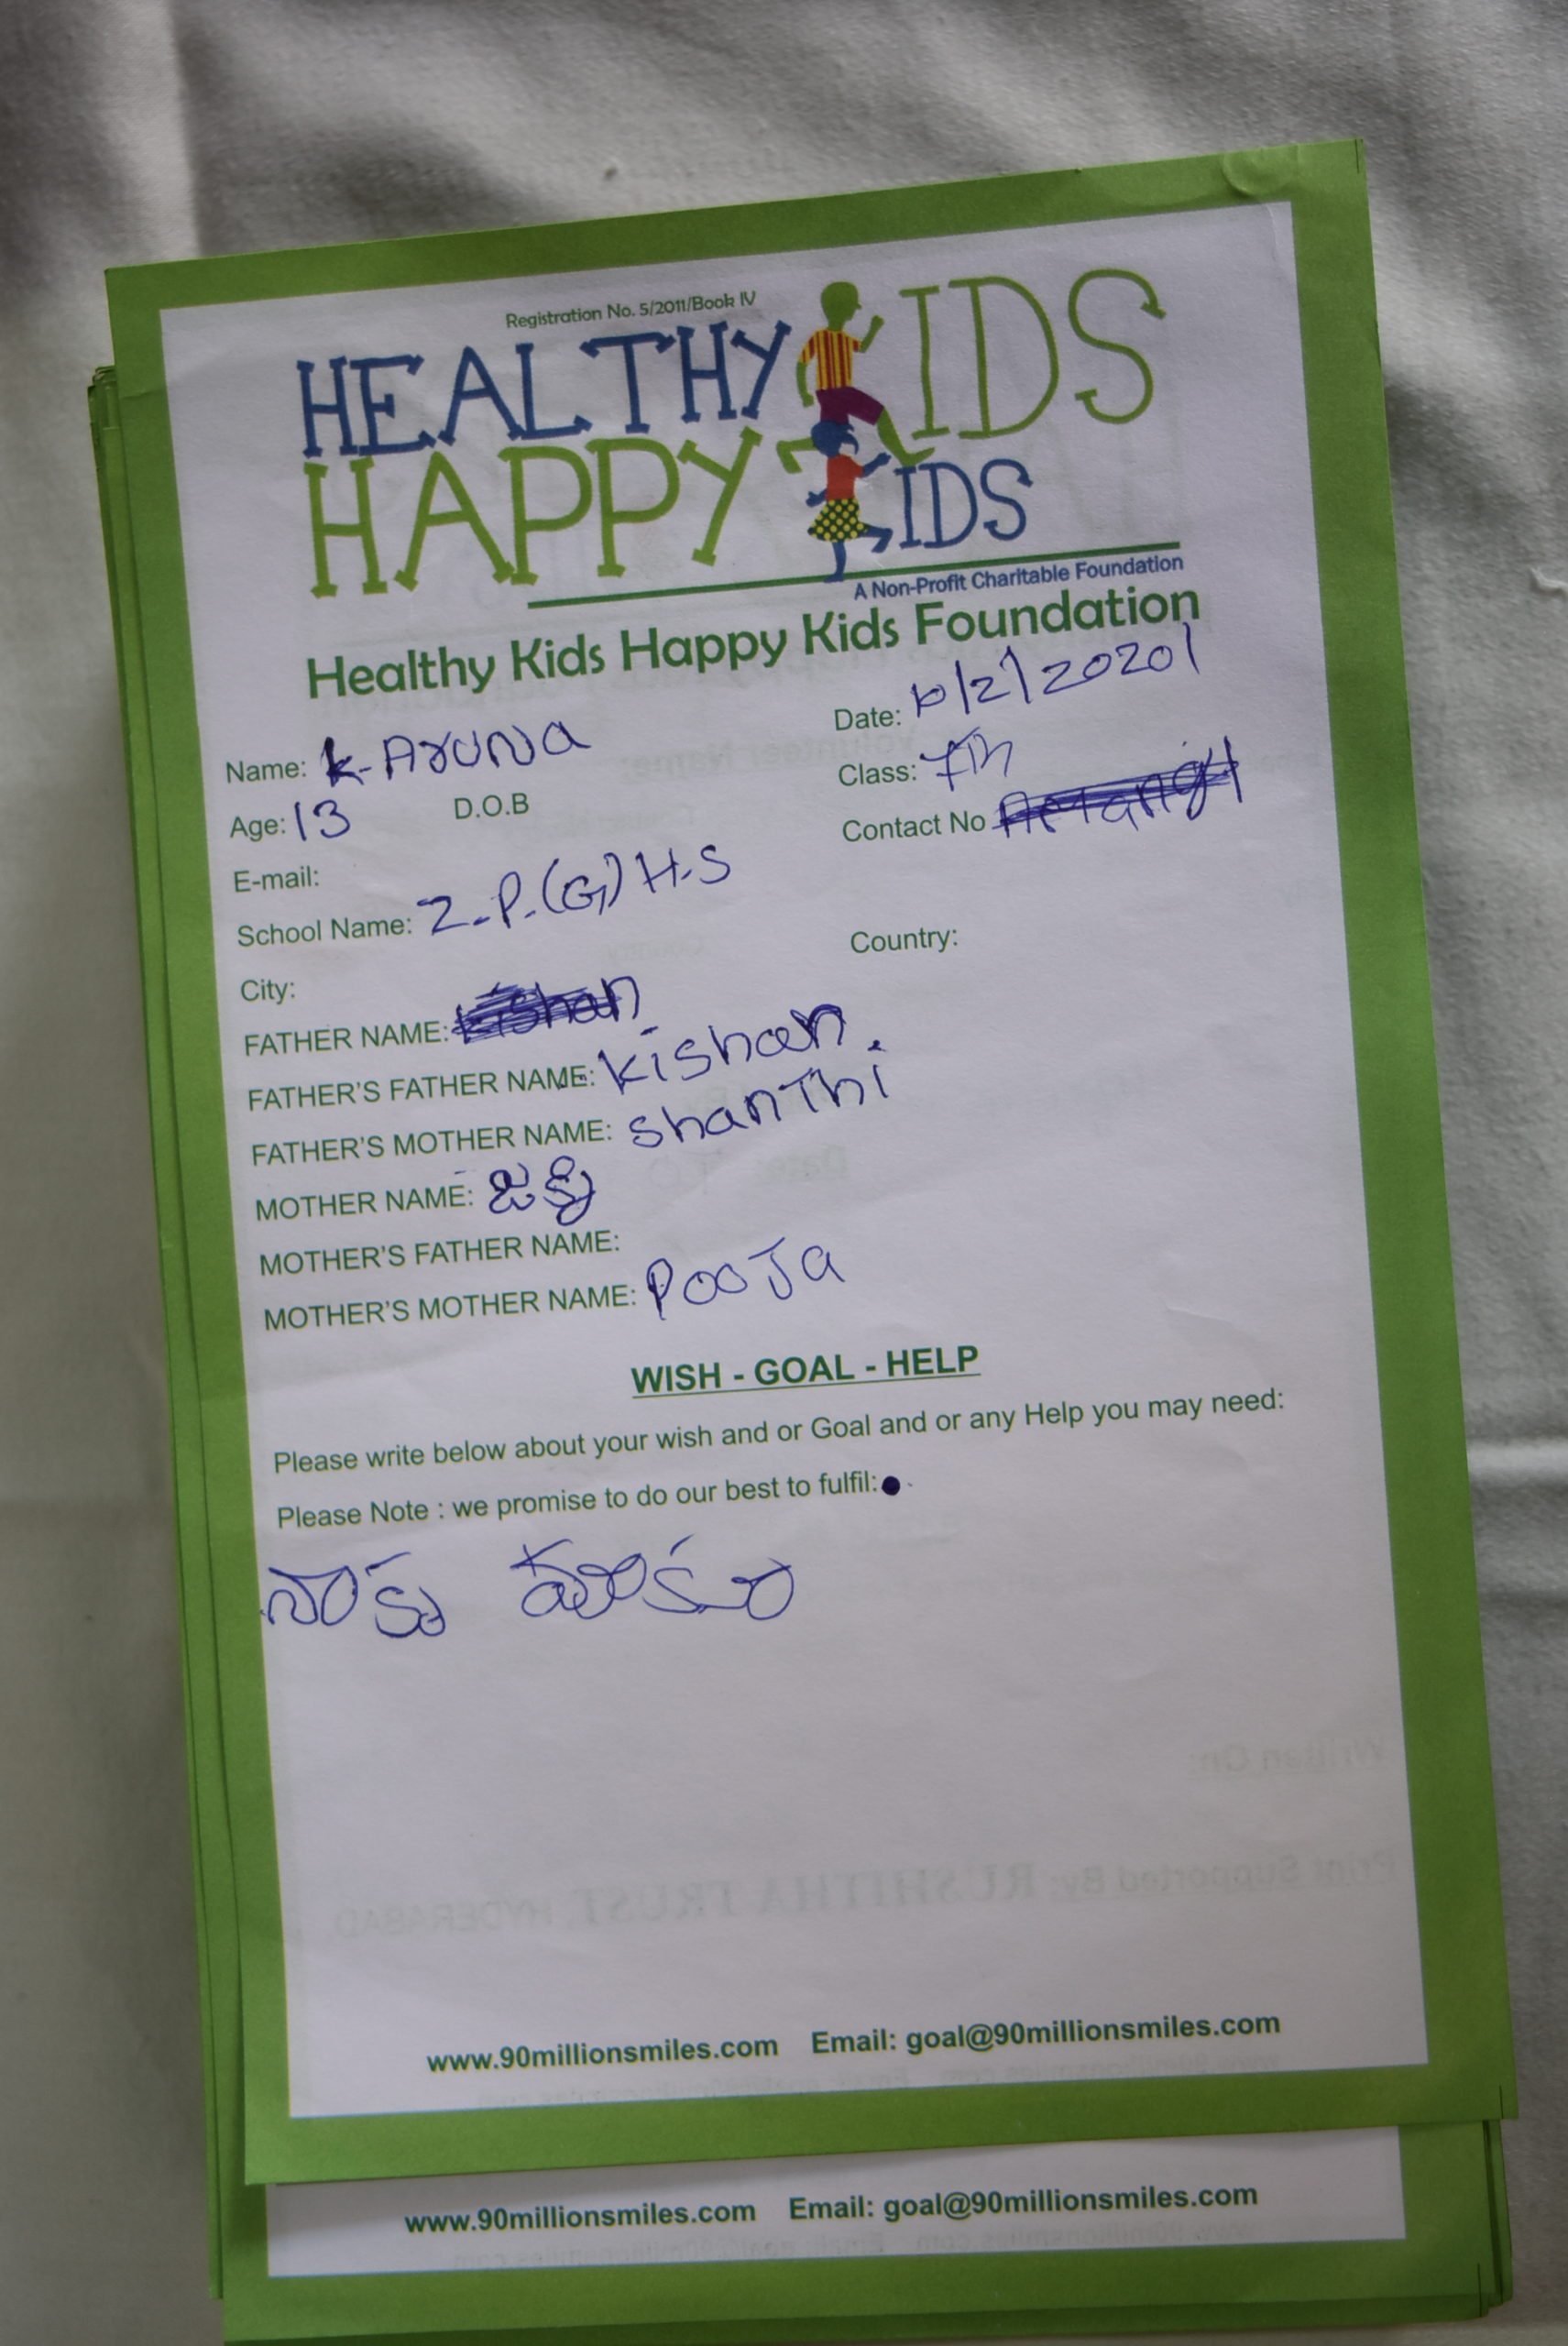 Registration No. 5/2011/Book IV
HEALTHY KIDS
HAPPY KIDS
A Non-Profit Charitable Foundation
Healthy Kids Happy Kids Foundation
Name: K. Aruna Date: 10/2/2020
Age: 13 D.O.B Class: 7th
E-mail: Contact No
School Name: Z.P.(G) H.S
City: Country:
FATHER NAME: Kishan
FATHER'S FATHER NAME: Kishan.
FATHER'S MOTHER NAME: ShanThi
MOTHER NAME:
MOTHER'S FATHER NAME:
MOTHER'S MOTHER NAME: PooJa
WISH - GOAL - HELP
Please write below about your wish and or Goal and or any Help you may need:
Please Note : we promise to do our best to fulfil:
నాకు
www.90millionsmiles.com Email: goal@90millionsmiles.com
www.90millionsmiles.com Email: goal@90millionsmiles.com